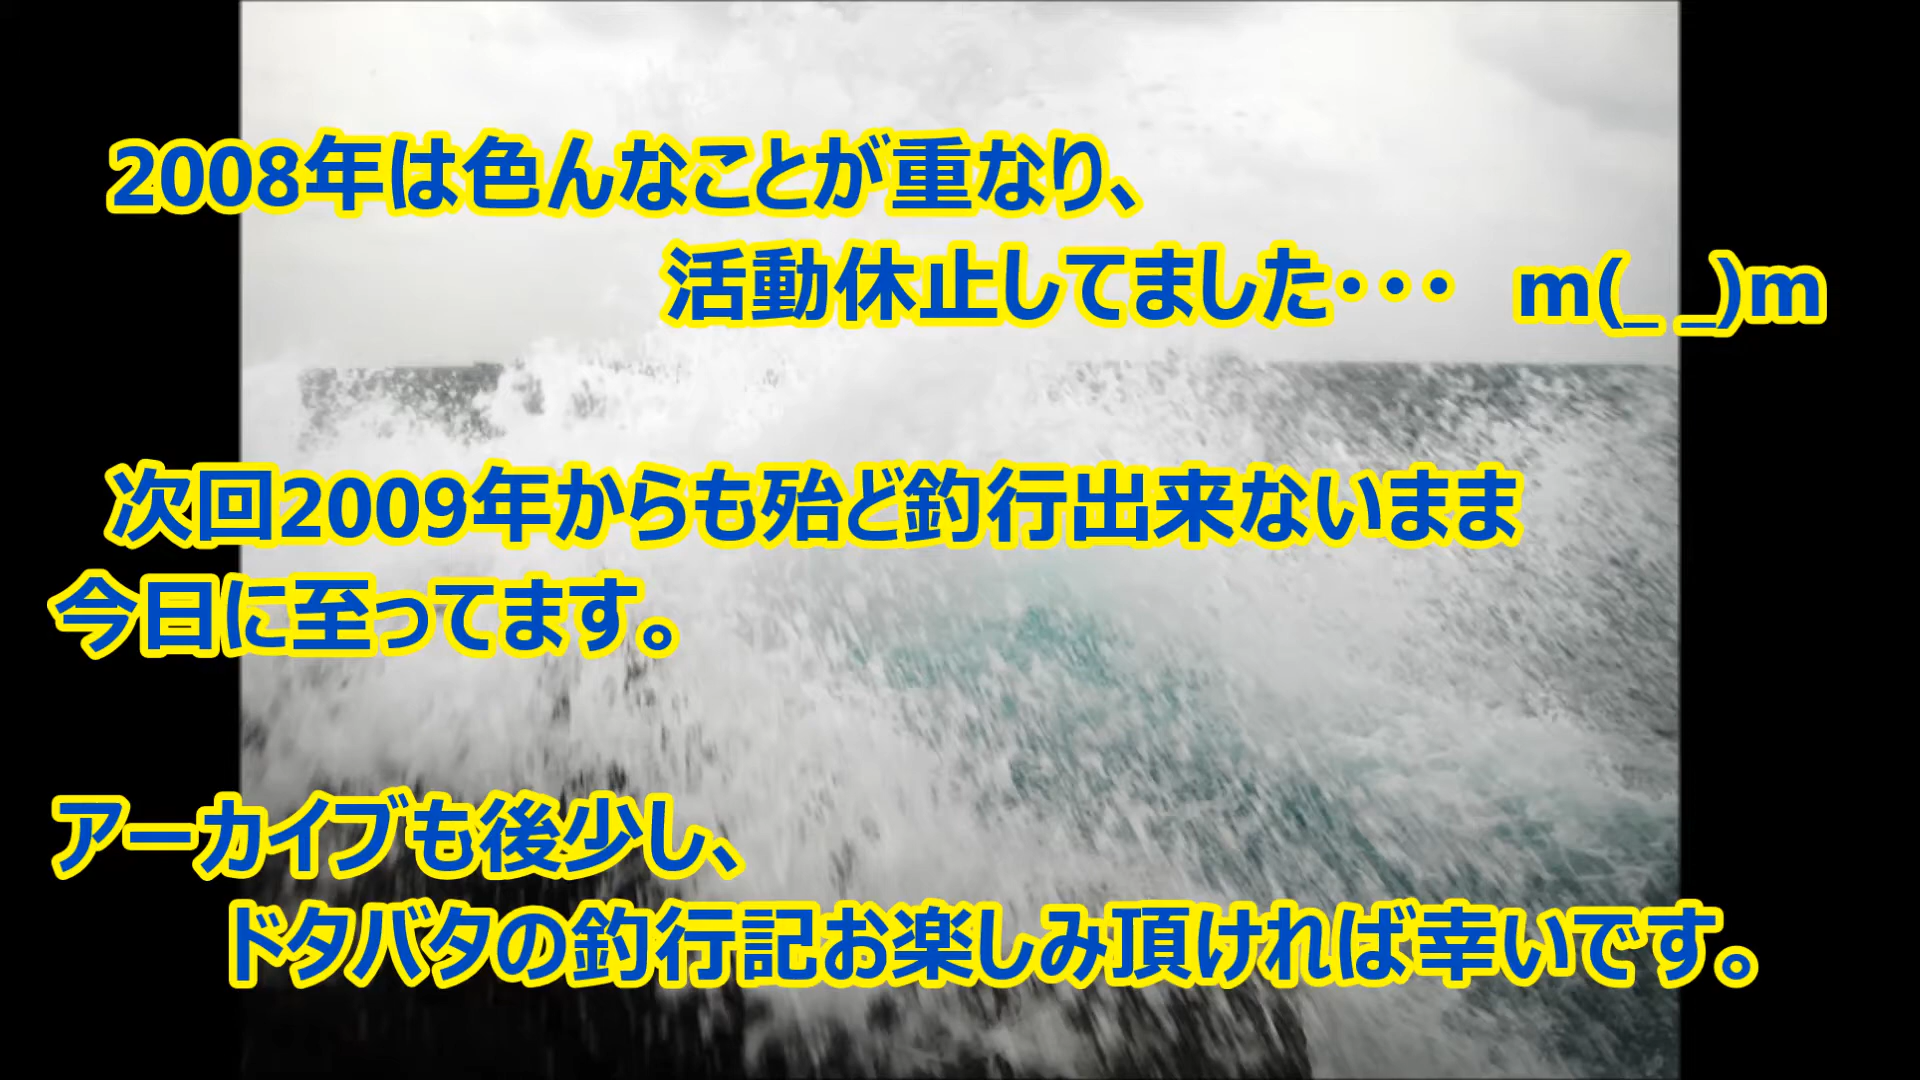 2008年は色んなことが重なり、
活動休止してました・・・　m(_ _)m
次回2009年からも殆ど釣行出来ないまま
今日に至ってます。
アーカイブも後少し、
ドタバタの釣行記お楽しみ頂ければ幸いです。